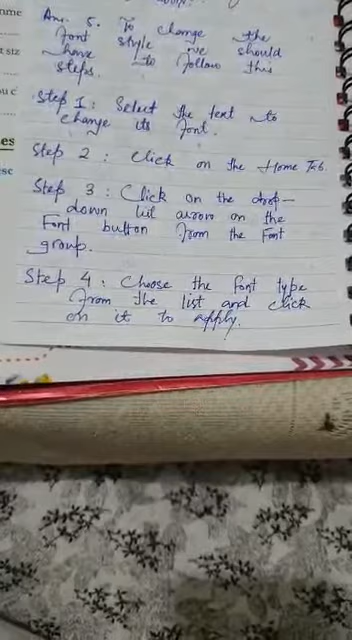 Ans. 5. To change the
font style we should
have to follow this
steps.
Step 1: Select the text to
change its font.
Step 2: Click on the Home Tab.
Step 3: Click on the drop-
down arrow on the
Font button from the Font
group.
Step 4: Choose the font type
from the list and click
on it to apply.